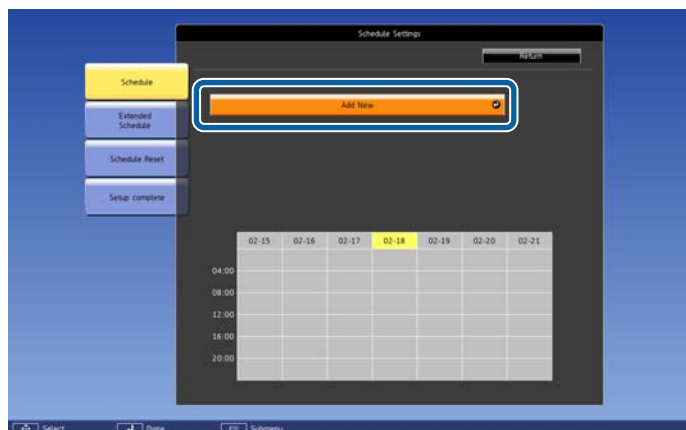 Schedule Settings
Return
Schedule
Add New
Extended
Schedule
Schedule Reset
Setup complete
02-15 02-16 02-17 02-18 02-19 02-20 02-21
04:00
08:00
12:00
16:00
20:00
Select Done ESC Submenu